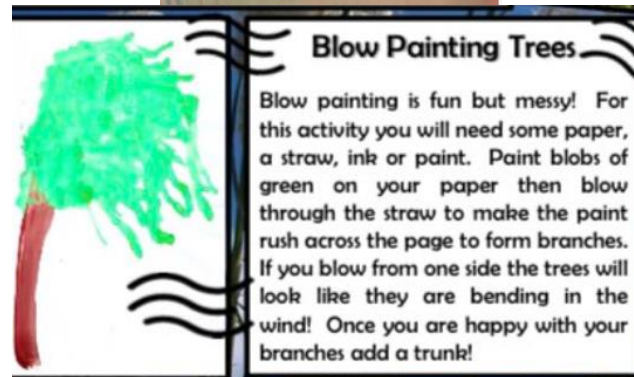 Blow Painting Trees
Blow painting is fun but messy! For
this activity you will need some paper,
a straw, ink or paint. Paint blobs of
green on your paper then blow
through the straw to make the paint
rush across the page to form branches.
If you blow from one side the trees will
look like they are bending in the
wind! Once you are happy with your
branches add a trunk!